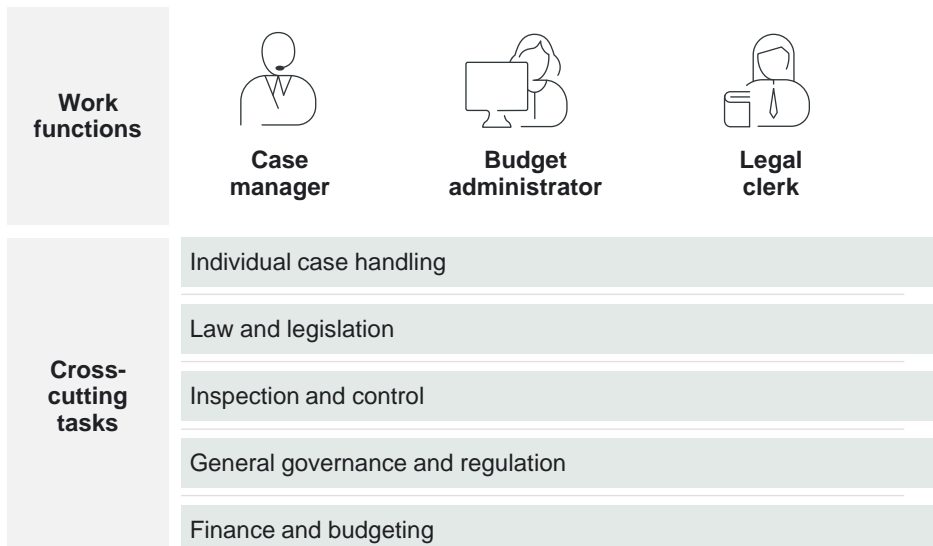 Work
functions
Case
manager
Budget
administrator
Legal
clerk
Cross-
cutting
tasks
Individual case handling
Law and legislation
Inspection and control
General governance and regulation
Finance and budgeting